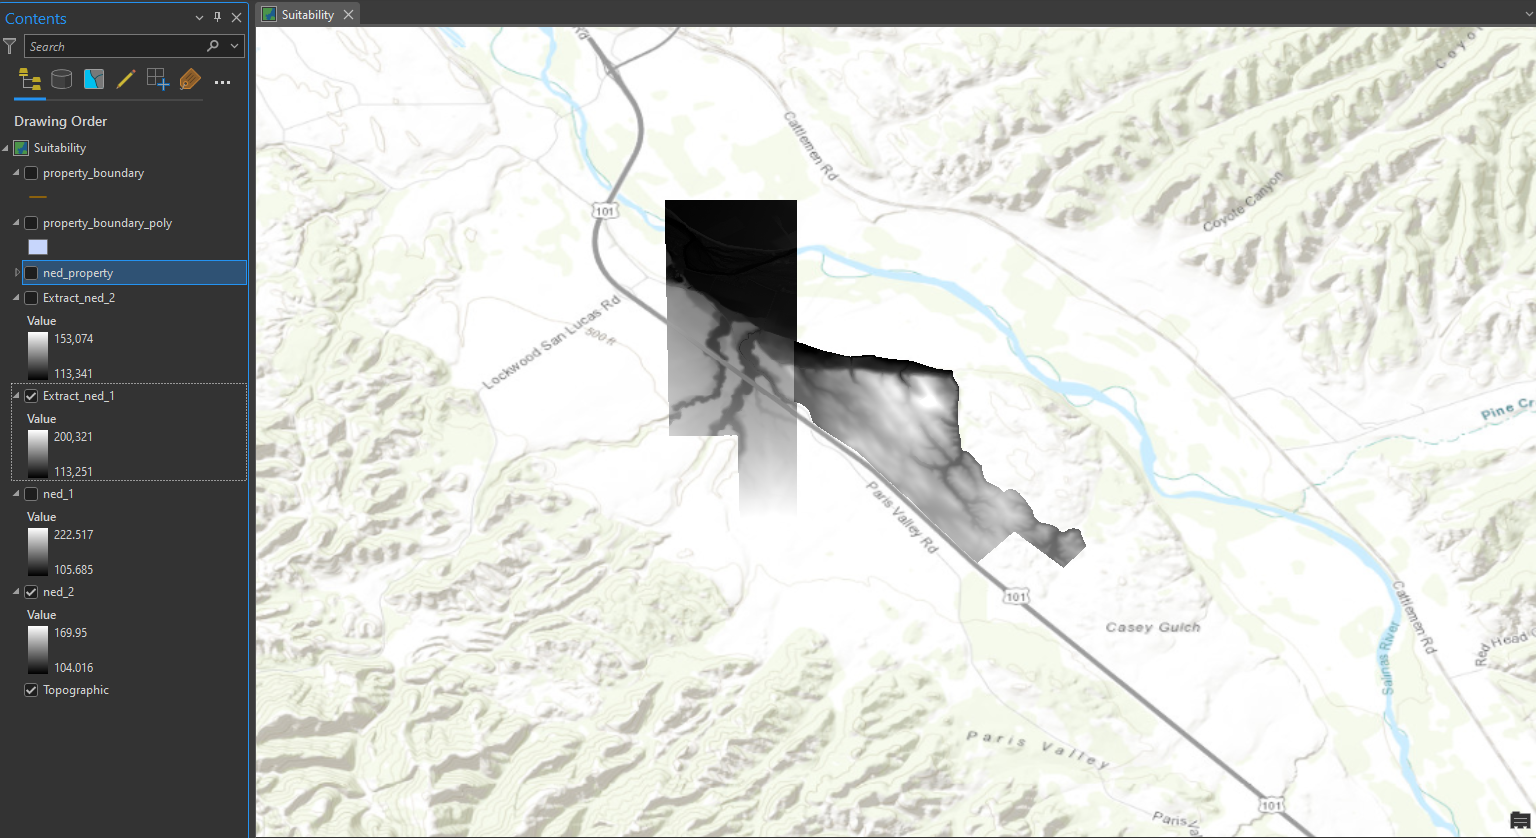 Contents
Search
Drawing Order
Suitability
property_boundary
property_boundary_poly
ned_property
Extract_ned_2
Value
153,074
113,341
Extract_ned_1
Value
200,321
113,251
ned_1
Value
222.517
105.685
ned_2
Value
169.95
104.016
Topographic
Suitability
Rd
Coyot
Cattlemen Rd
Coyote Canyon
101
Lockwood San Lucas Rd
500 ft
Pine Cr
Paris Valley Rd
101
Casey Gulch
Cattlemen Rd
Red Head
Salinas River
Paris Valley
101
Paris Va